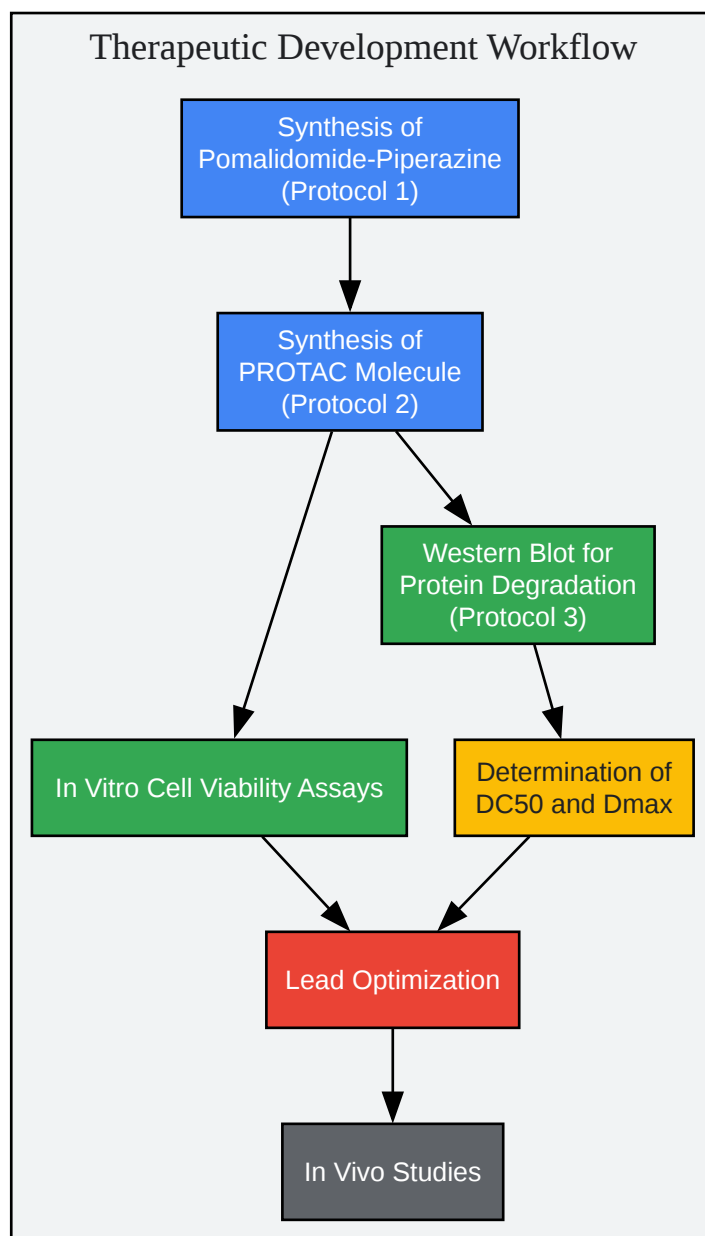 Therapeutic Development Workflow
Synthesis of
Pomalidomide-Piperazine
(Protocol 1)
Synthesis of
PROTAC Molecule
(Protocol 2)
Western Blot for
Protein Degradation
(Protocol 3)
In Vitro Cell Viability Assays
Determination of
DC50 and Dmax
Lead Optimization
In Vivo Studies